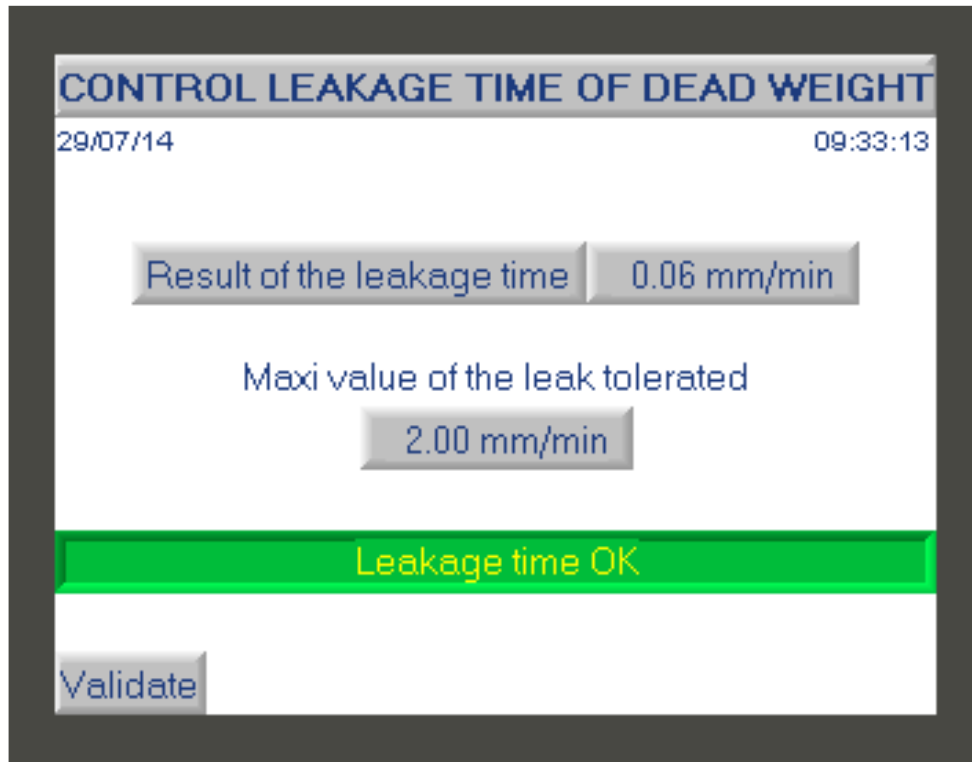 CONTROL LEAKAGE TIME OF DEAD WEIGHT
29/07/14 09:33:13
Result of the leakage time 0.06 mm/min
Maxi value of the leak tolerated
2.00 mm/min
Leakage time OK
Validate